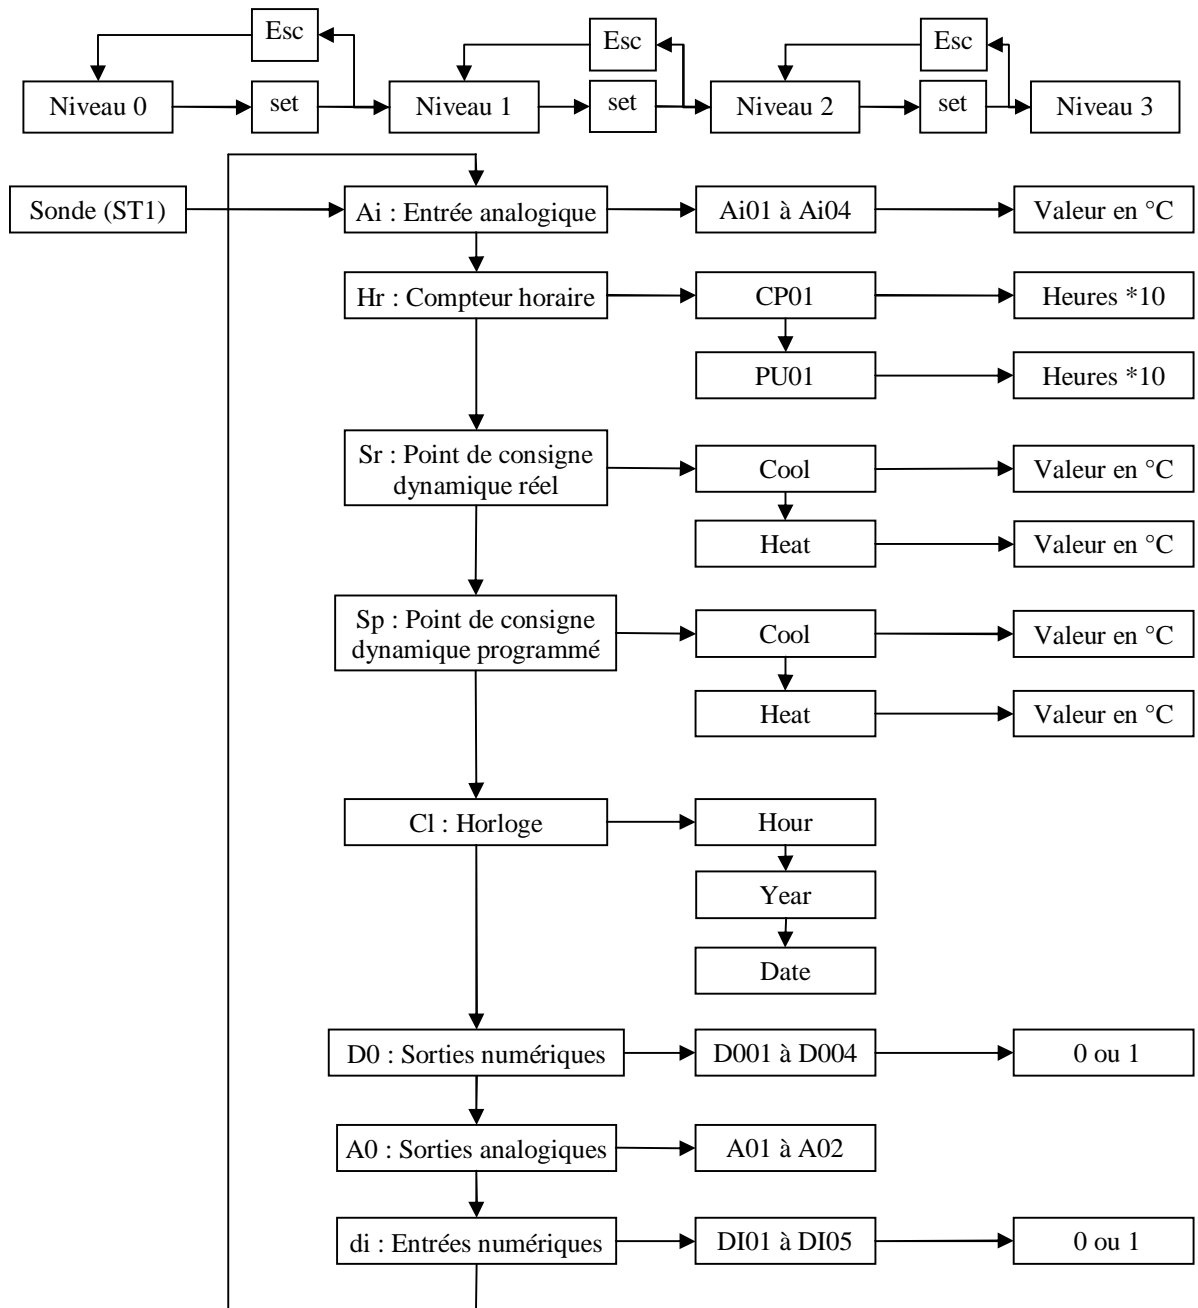 Esc
Esc
Esc
Niveau 0
set
Niveau 1
set
Niveau 2
set
Niveau 3
Sonde (ST1)
Ai : Entrée analogique
Ai01 à Ai04
Valeur en °C
Hr : Compteur horaire
CP01
Heures *10
PU01
Heures *10
Sr : Point de consigne
dynamique réel
Cool
Valeur en °C
Heat
Valeur en °C
Sp : Point de consigne
dynamique programmé
Cool
Valeur en °C
Heat
Valeur en °C
Cl : Horloge
Hour
Year
Date
D0 : Sorties numériques
D001 à D004
0 ou 1
A0 : Sorties analogiques
A01 à A02
di : Entrées numériques
DI01 à DI05
0 ou 1